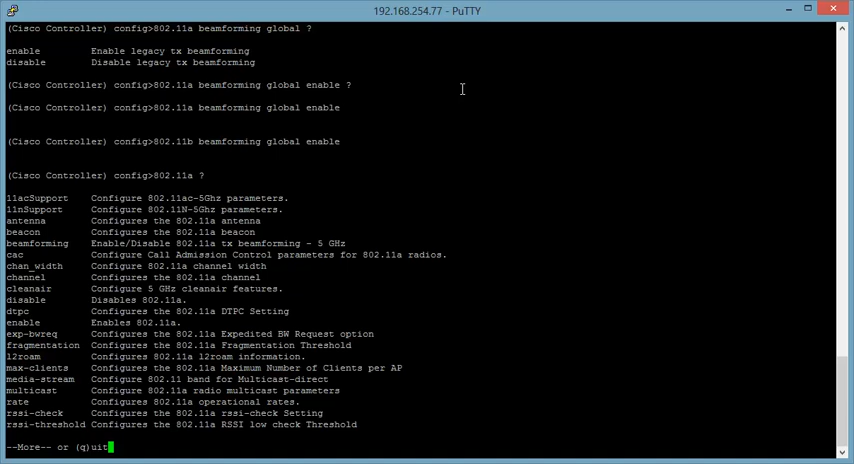 192.168.254.77 - PuTTY
(Cisco Controller) config>802.11a beamforming global ?
enable Enable legacy tx beamforming
disable Disable legacy tx beamforming
(Cisco Controller) config>802.11a beamforming global enable ?
(Cisco Controller) config>802.11a beamforming global enable
(Cisco Controller) config>802.11b beamforming global enable
(Cisco Controller) config>802.11a ?
11acSupport Configure 802.11ac-5Ghz parameters.
11nSupport Configure 802.11N-5Ghz parameters.
antenna Configures the 802.11a antenna
beacon Configures the 802.11a beacon
beamforming Enable/Disable 802.11a tx beamforming - 5 GHz
cac Configure Call Admission Control parameters for 802.11a radios.
chan_width Configure 802.11a channel width
channel Configures the 802.11a channel
cleanair Configure 5 GHz cleanair features.
disable Disables 802.11a.
dtpc Configures the 802.11a DTPC Setting
enable Enables 802.11a.
exp-bwreq Configures the 802.11a Expedited BW Request option
fragmentation Configures the 802.11a Fragmentation Threshold
l2roam Configures 802.11a l2roam information.
max-clients Configures the 802.11a Maximum Number of Clients per AP
media-stream Configure 802.11 band for Multicast-direct
multicast Configures 802.11a radio multicast parameters
rate Configures 802.11a operational rates.
rssi-check Configures the 802.11a rssi-check Setting
rssi-threshold Configures the 802.11a RSSI low check Threshold
--More-- or (q)uit